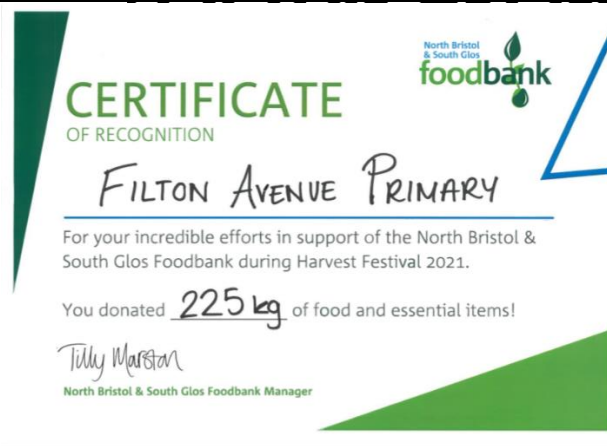 North Bristol
& South Glos
foodbank
CERTIFICATE
OF RECOGNITION
FILTON AVENUE PRIMARY
For your incredible efforts in support of the North Bristol &
South Glos Foodbank during Harvest Festival 2021.
You donated 225 kg of food and essential items!
Tilly Marston
North Bristol & South Glos Foodbank Manager